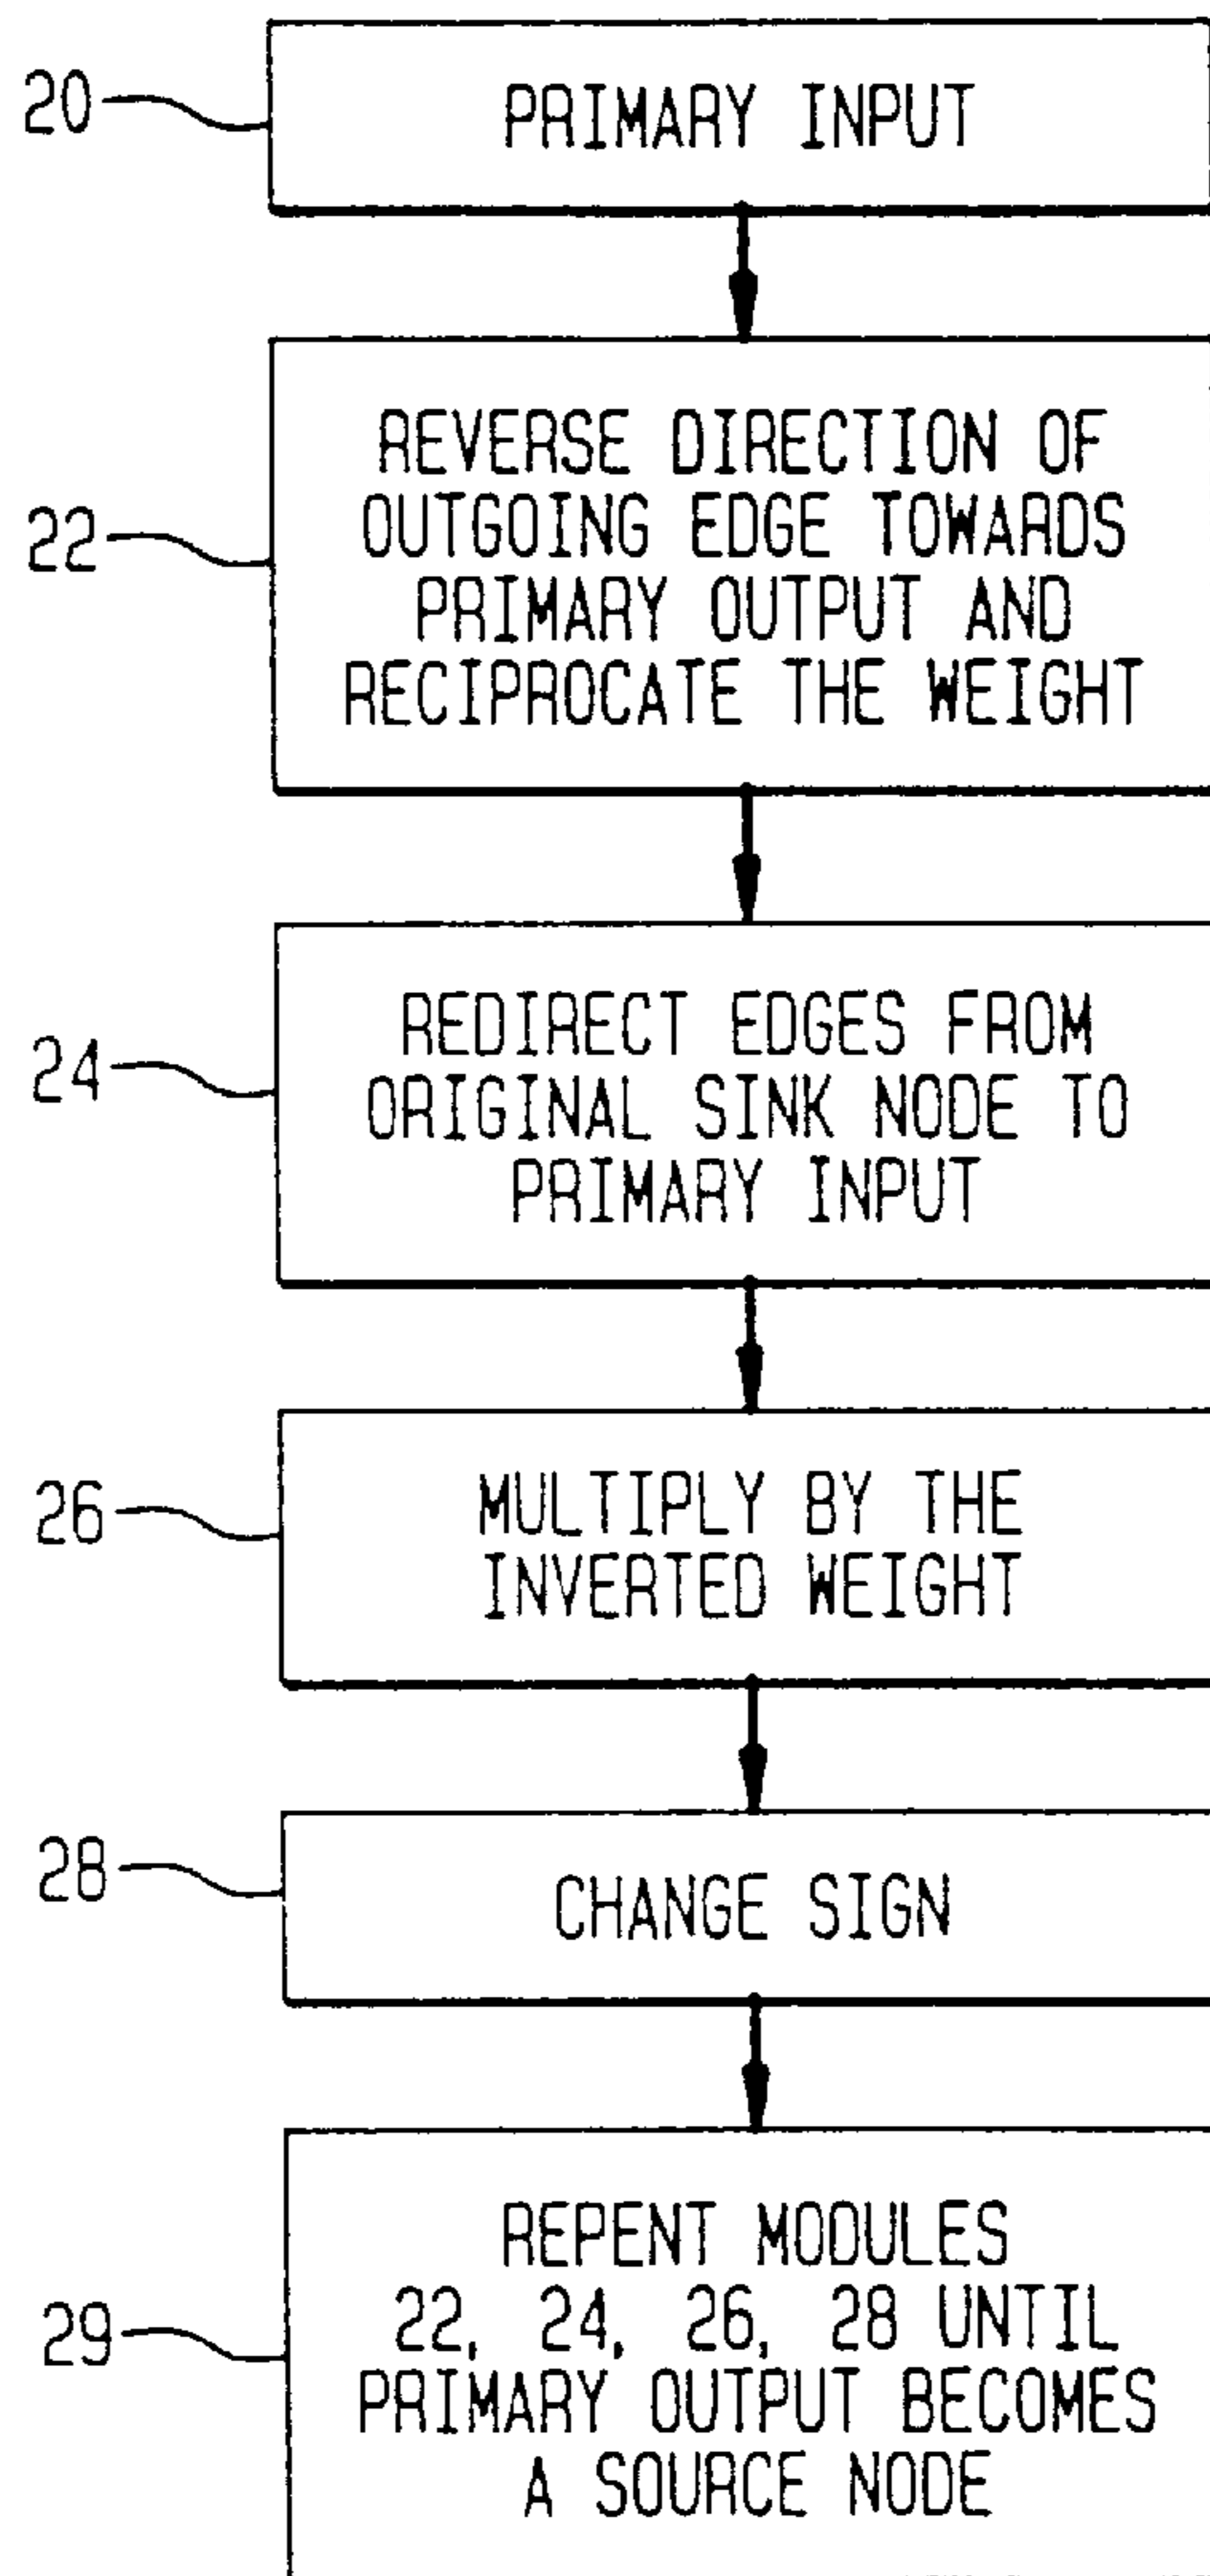 20
PRIMARY INPUT
22
REVERSE DIRECTION OF
OUTGOING EDGE TOWARDS
PRIMARY OUTPUT AND
RECIPROCATE THE WEIGHT
24
REDIRECT EDGES FROM
ORIGINAL SINK NODE TO
PRIMARY INPUT
26
MULTIPLY BY THE
INVERTED WEIGHT
28
CHANGE SIGN
29
REPENT MODULES
22, 24, 26, 28 UNTIL
PRIMARY OUTPUT BECOMES
A SOURCE NODE